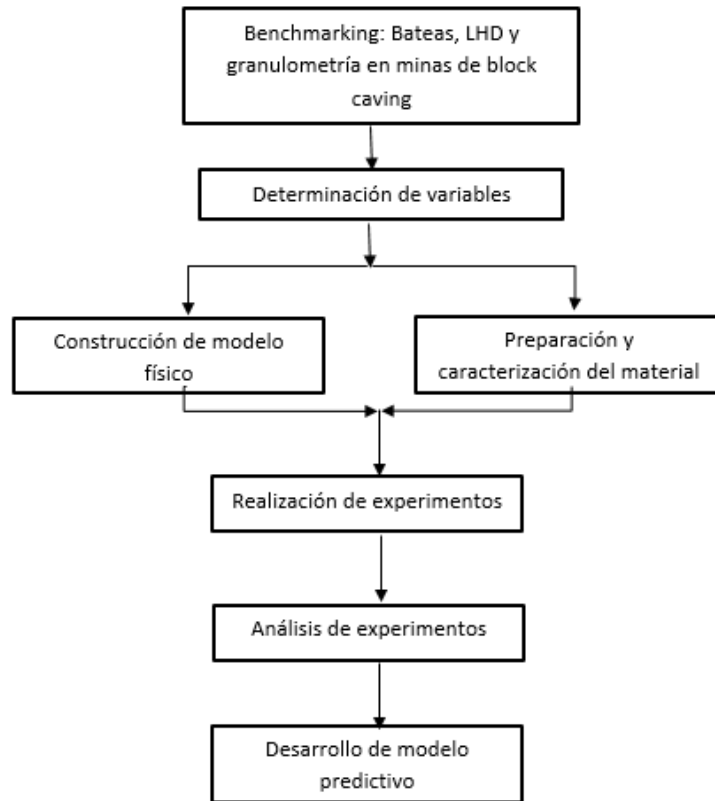 Benchmarking: Bateas, LHD y
granulometría en minas de block
caving
Determinación de variables
Construcción de modelo
físico
Preparación y
caracterización del material
Realización de experimentos
Análisis de experimentos
Desarrollo de modelo
predictivo